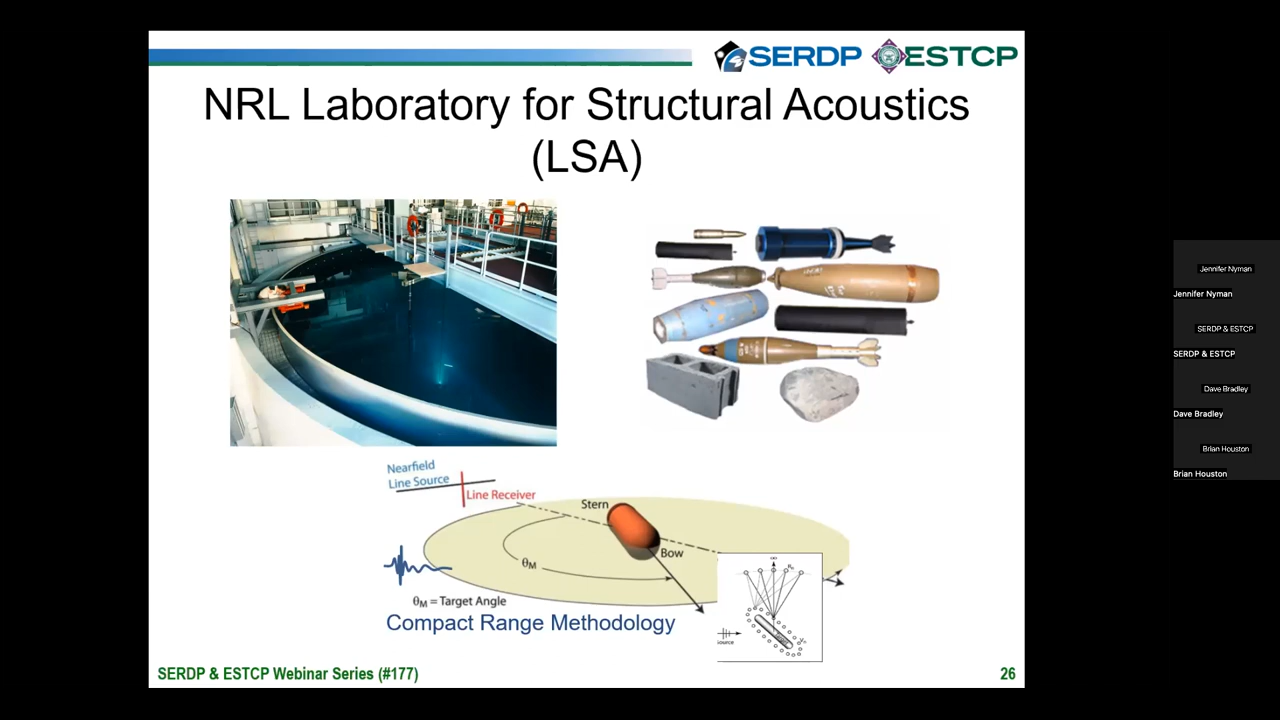 SERDP ESTCP
NRL Laboratory for Structural Acoustics
(LSA)
Nearfield
Line Source
Line Receiver
Stern
Bow
θM
θM = Target Angle
Compact Range Methodology
SERDP & ESTCP Webinar Series (#177)
26
Jennifer Nyman
Jennifer Nyman
SERDP & ESTCP
SERDP & ESTCP
Dave Bradley
Dave Bradley
Brian Houston
Brian Houston